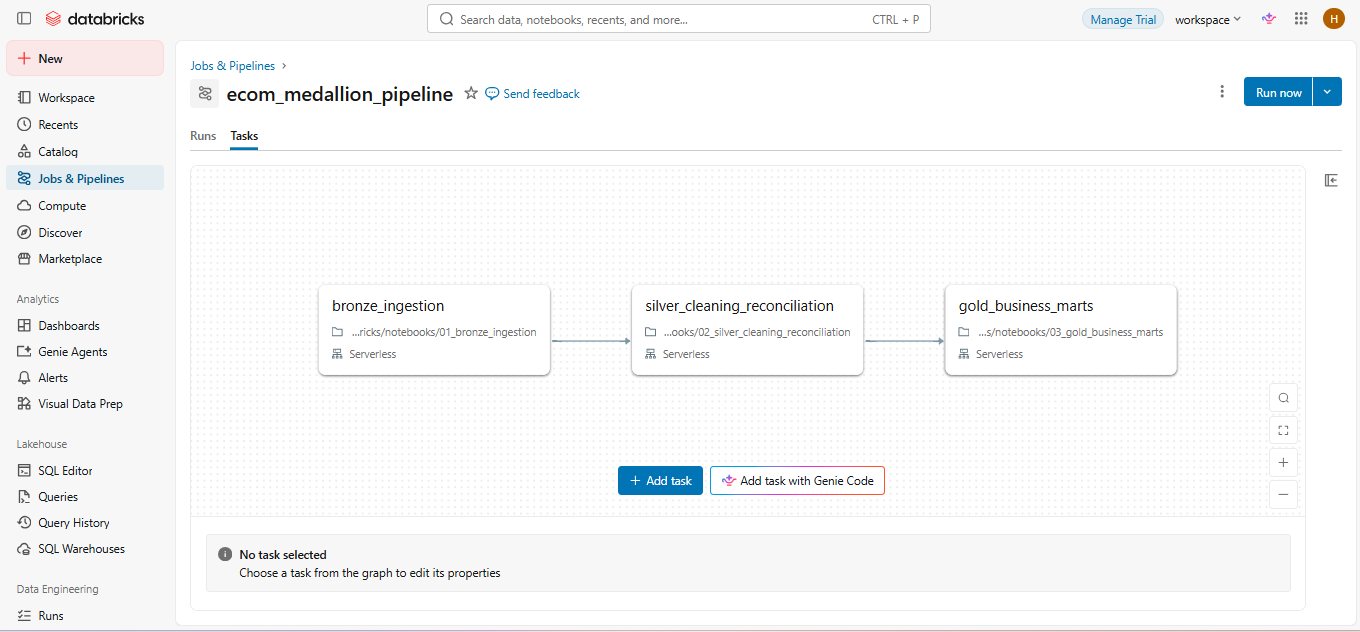 databricks
Search data, notebooks, recents, and more...
CTRL + P
Manage Trial
workspace
H
New
Workspace
Recents
Catalog
Jobs & Pipelines
Compute
Discover
Marketplace
Analytics
Dashboards
Genie Agents
Alerts
Visual Data Prep
Lakehouse
SQL Editor
Queries
Query History
SQL Warehouses
Data Engineering
Runs
Jobs & Pipelines
ecom_medallion_pipeline
Send feedback
Run now
Runs
Tasks
bronze_ingestion
...ricks/notebooks/01_bronze_ingestion
Serverless
silver_cleaning_reconciliation
...ooks/02_silver_cleaning_reconciliation
Serverless
gold_business_marts
...s/notebooks/03_gold_business_marts
Serverless
Add task
Add task with Genie Code
No task selected
Choose a task from the graph to edit its properties